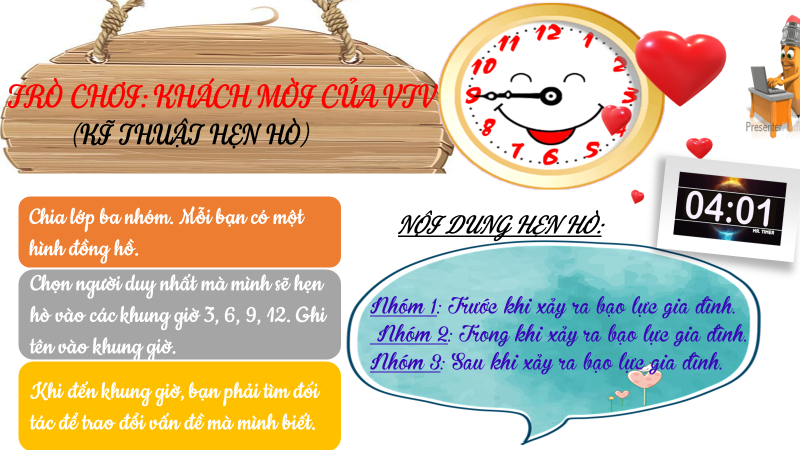 TRÒ CHƠI: KHÁCH MỜI CỦA VTV
(KĨ THUẬT HẸN HÒ)
12
1
2
3
5
6
7
8
9
10
11
Presenter
04:01
MR. TIMER
Chia lớp ba nhóm. Mỗi bạn có một
hình đồng hồ.
Chọn người duy nhất mà mình sẽ hẹn
hò vào các khung giờ 3, 6, 9, 12. Ghi
tên vào khung giờ.
Khi đến khung giờ, bạn phải tìm đối
tác để trao đổi vấn đề mà mình biết.
NỘI DUNG HẸN HÒ:
Nhóm 1: Trước khi xảy ra bạo lực gia đình.
Nhóm 2: Trong khi xảy ra bạo lực gia đình.
Nhóm 3: Sau khi xảy ra bạo lực gia đình.